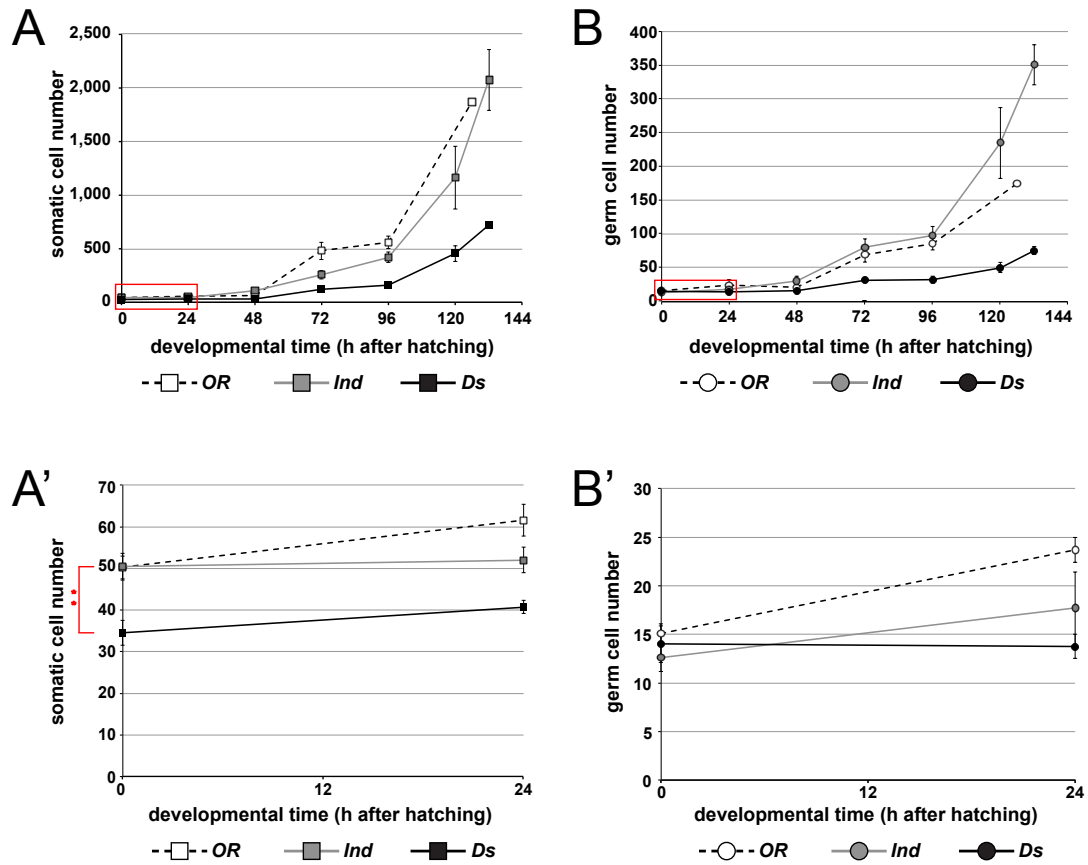 A
somatic cell number
2,500
2,000
1,500
1,000
500
0
0 24 48 72 96 120 144
developmental time (h after hatching)
OR Ind Ds
B
germ cell number
400
350
300
250
200
150
100
50
0
0 24 48 72 96 120 144
developmental time (h after hatching)
OR Ind Ds
A'
somatic cell number
70
60
50
40
30
20
10
0
**
0 12 24
developmental time (h after hatching)
OR Ind Ds
B'
germ cell number
30
25
20
15
10
5
0
0 12 24
developmental time (h after hatching)
OR Ind Ds